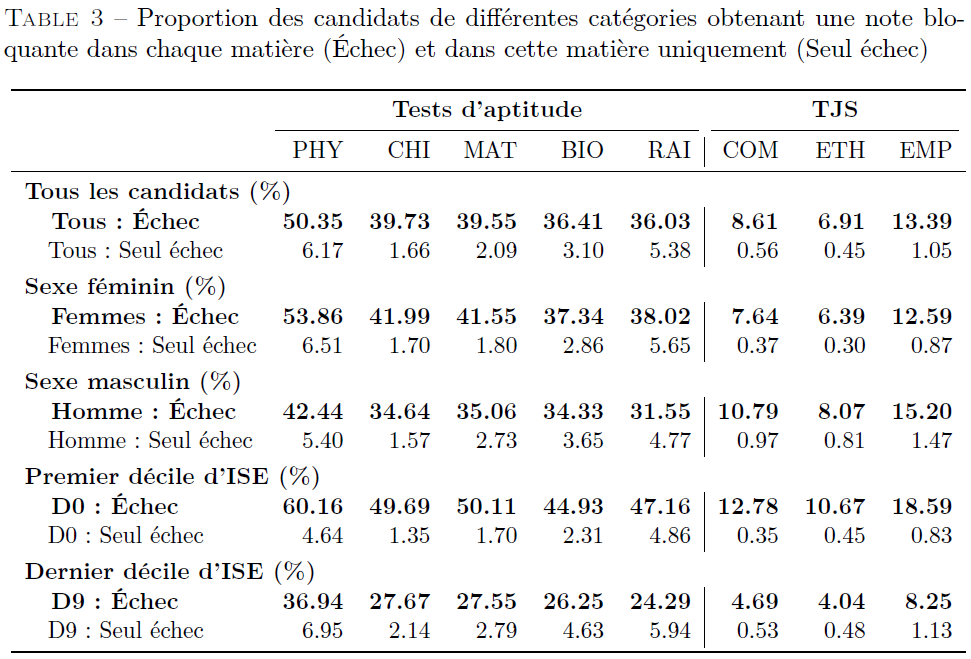 TABLE 3 – Proportion des candidats de différentes catégories obtenant une note blo-
quante dans chaque matière (Échec) et dans cette matière uniquement (Seul échec)
Tests d'aptitude TJS
PHY CHI MAT BIO RAI COM ETH EMP
Tous les candidats (%)
Tous : Échec 50.35 39.73 39.55 36.41 36.03 8.61 6.91 13.39
Tous : Seul échec 6.17 1.66 2.09 3.10 5.38 0.56 0.45 1.05
Sexe féminin (%)
Femmes : Échec 53.86 41.99 41.55 37.34 38.02 7.64 6.39 12.59
Femmes : Seul échec 6.51 1.70 1.80 2.86 5.65 0.37 0.30 0.87
Sexe masculin (%)
Homme : Échec 42.44 34.64 35.06 34.33 31.55 10.79 8.07 15.20
Homme : Seul échec 5.40 1.57 2.73 3.65 4.77 0.97 0.81 1.47
Premier décile d'ISE (%)
D0 : Échec 60.16 49.69 50.11 44.93 47.16 12.78 10.67 18.59
D0 : Seul échec 4.64 1.35 1.70 2.31 4.86 0.35 0.45 0.83
Dernier décile d'ISE (%)
D9 : Échec 36.94 27.67 27.55 26.25 24.29 4.69 4.04 8.25
D9 : Seul échec 6.95 2.14 2.79 4.63 5.94 0.53 0.48 1.13